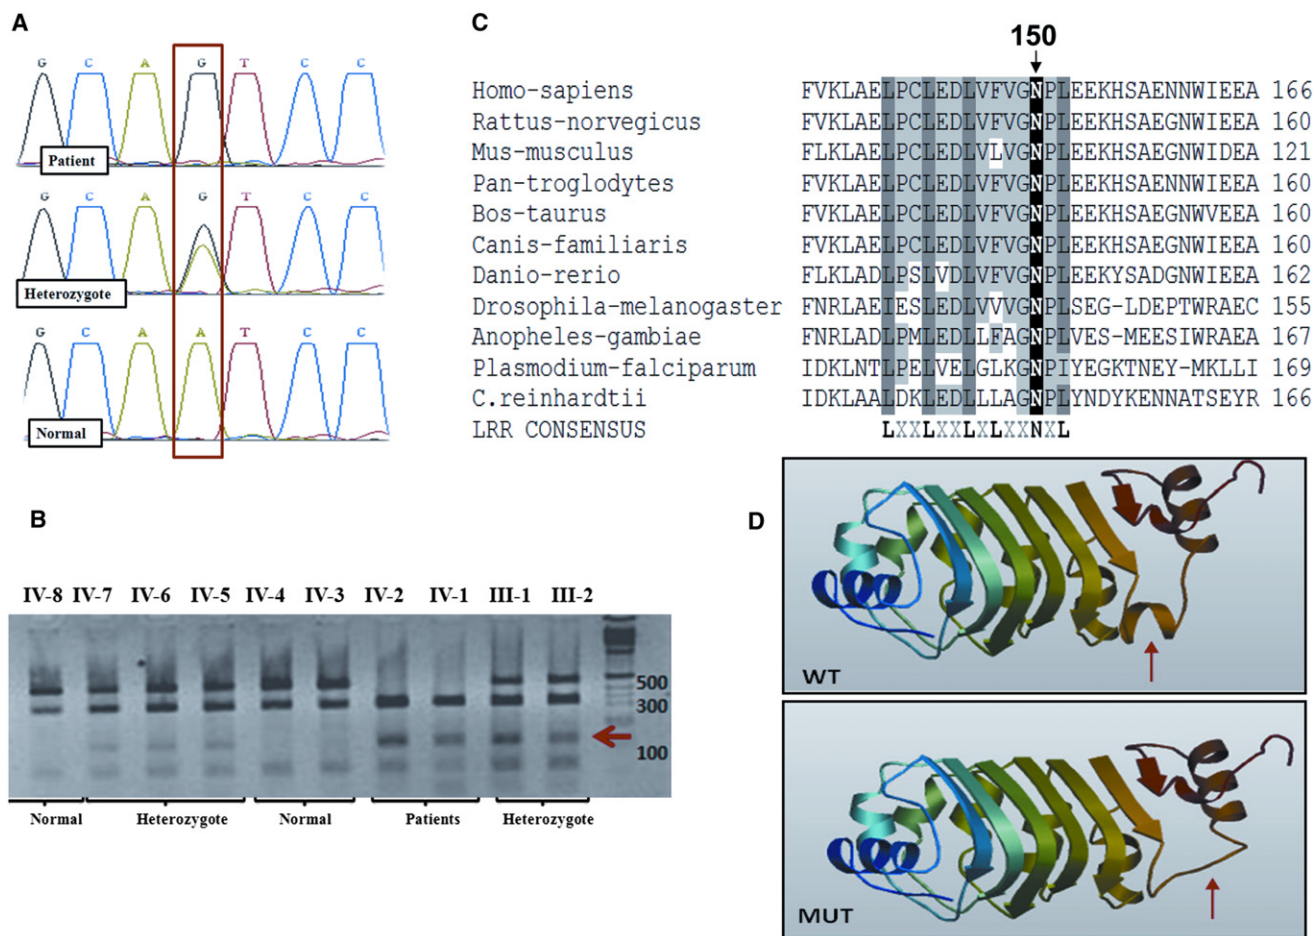 A
G C A G T C C
Patient
G C A G T C C
Heterozygote
G C A A T C C
Normal
B
IV-8 IV-7 IV-6 IV-5 IV-4 IV-3 IV-2 IV-1 III-1 III-2
500
300
100
Normal Heterozygote Normal Patients Heterozygote
C
150
Homo-sapiens FVKLAELPCLEDLVFVGNPLEEKHSAENNWIEEA 166
Rattus-norvegicus FVKLAELPCLEDLVFVGNPLEEKHSAEGNWIEEA 160
Mus-musculus FLKLAELPCLEDLVLVGNPLEEKHSAEGNWIDEA 121
Pan-troglodytes FVKLAELPCLEDLVFVGNPLEEKHSAEGNWIEEA 160
Bos-taurus FVKLAELPCLEDLVFVGNPLEEKHSAEGNWVEEA 160
Canis-familiaris FVKLAELPCLEDLVFVGNPLEEKHSAEGNWIEEA 160
Danio-rerio FLKLADLPSLVDLVFVGNPLEEKYSADGNWIEEA 162
Drosophila-melanogaster FNRLAEIESLEDLVVVGNPLSEG-LDEPTWRAEC 155
Anopheles-gambiae FNRLADLPMLEDLLFAGNPLVES-MEESIWRAEA 167
Plasmodium-falciparum IDKLNTLPELVELGLKGNPIYEGKTNEY-MKLLI 169
C.reinhardtii IDKLAALDKLEDLLLAGNPLYNDYKENNATSEYR 166
LRR CONSENSUS LXXLXXLXLXXNXL
D
WT
MUT